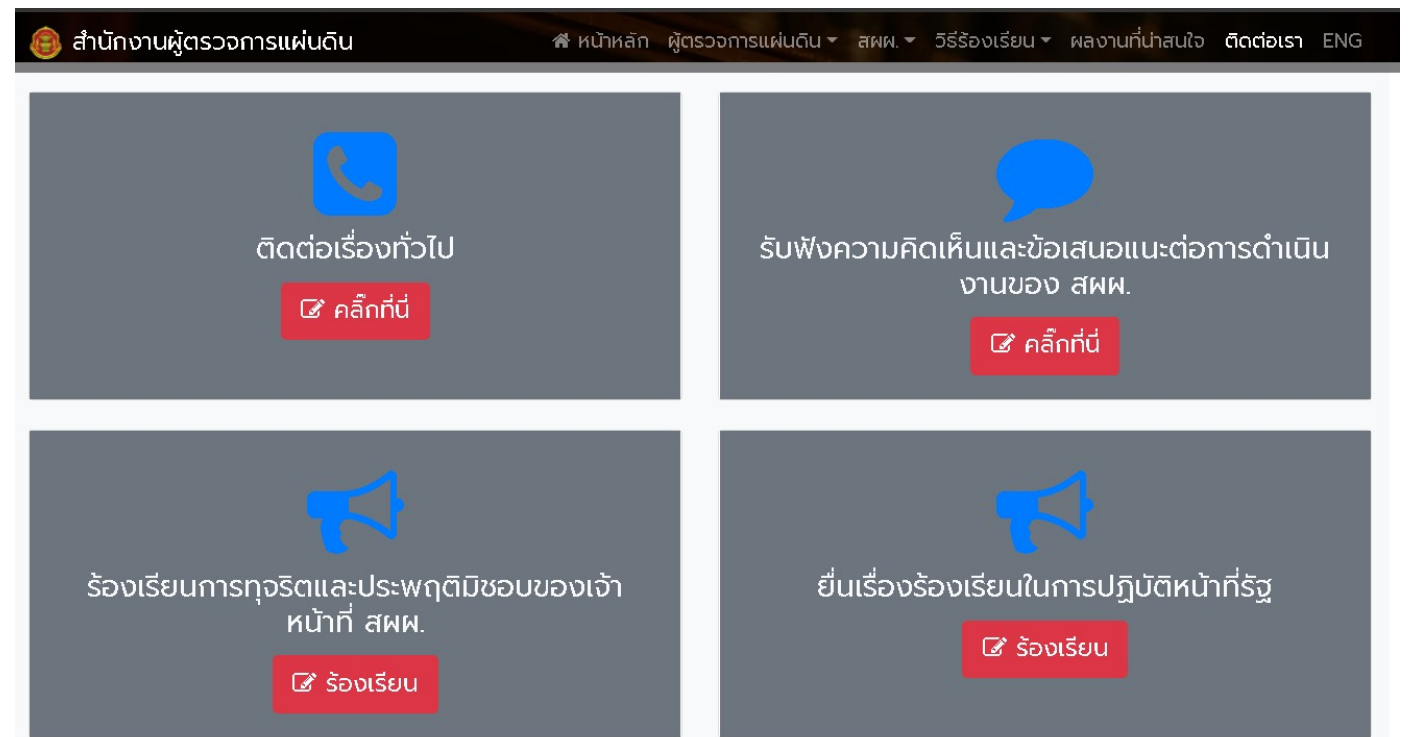 สำนักงานผู้ตรวจการแผ่นดิน หน้าหลัก ผู้ตรวจการแผ่นดิน สผผ. วิธีร้องเรียน ผลงานที่น่าสนใจ ติดต่อเรา ENG
ติดต่อเรื่องทั่วไป
คลิ๊กที่นี่
รับฟังความคิดเห็นและข้อเสนอแนะต่อการดำเนิน
งานของ สผผ.
คลิ๊กที่นี่
ร้องเรียนการทุจริตและประพฤติมิชอบของเจ้า
หน้าที่ สผผ.
ร้องเรียน
ยื่นเรื่องร้องเรียนในการปฏิบัติหน้าที่รัฐ
ร้องเรียน